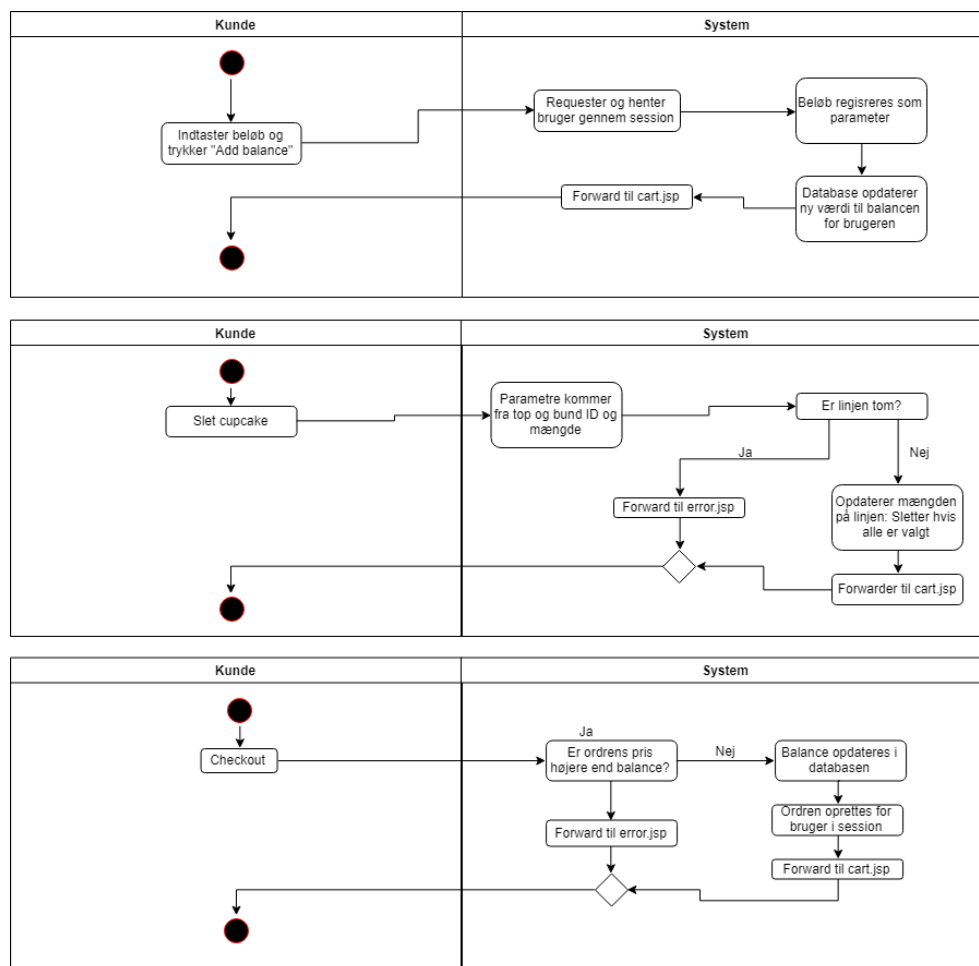 Kunde
System
Indtaster beløb og
trykker "Add balance"
Requester og henter
bruger gennem session
Beløb regisreres som
parameter
Database opdaterer
ny værdi til balancen
for brugeren
Forward til cart.jsp
Kunde
System
Slet cupcake
Parametre kommer
fra top og bund ID og
mængde
Er linjen tom?
Ja
Nej
Forward til error.jsp
Opdaterer mængden
på linjen: Sletter hvis
alle er valgt
Forwarder til cart.jsp
Kunde
System
Checkout
Ja
Er ordrens pris
højere end balance?
Nej
Balance opdateres i
databasen
Forward til error.jsp
Ordren oprettes for
bruger i session
Forward til cart.jsp